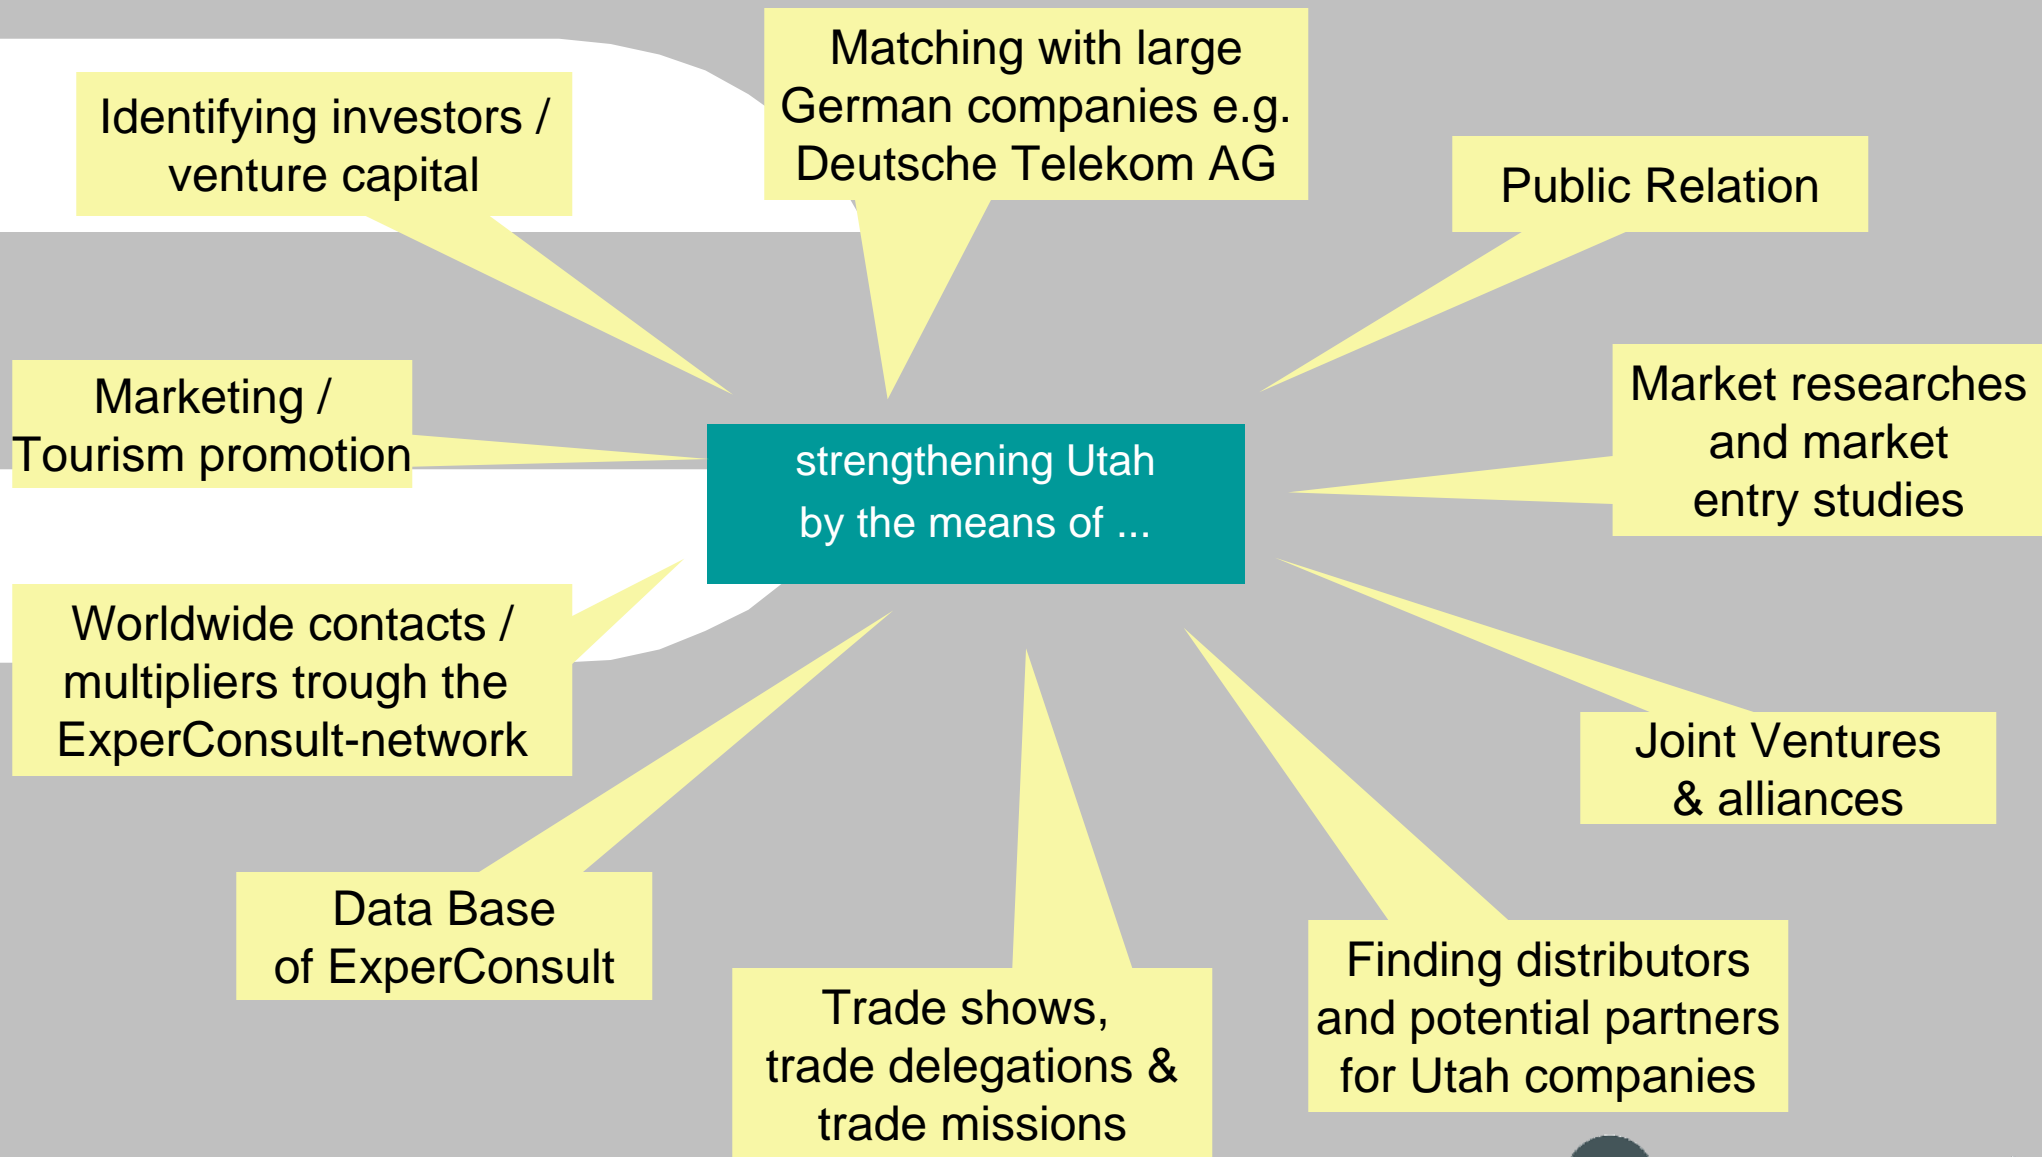 Identifying investors /
venture capital
Matching with large
German companies e.g.
Deutsche Telekom AG
Public Relation
Marketing /
Tourism promotion
strengthening Utah
by the means of ...
Market researches
and market
entry studies
Worldwide contacts /
multipliers trough the
ExperConsult-network
Joint Ventures
& alliances
Data Base
of ExperConsult
Trade shows,
trade delegations &
trade missions
Finding distributors
and potential partners
for Utah companies